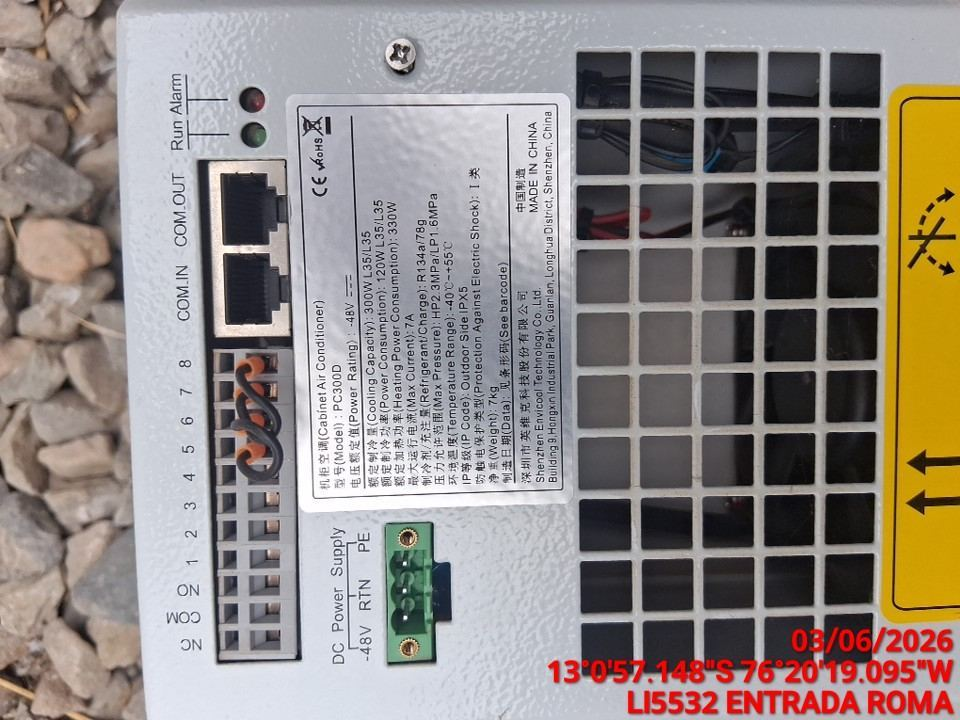 Run Alarm
COM_OUT
COM.IN
8
7
6
5
4
3
2
1
NO
COM
NC
DC Power Supply
-48V RTN PE
CE RoHS
机柜空调(Cabinet Air Conditioner)
型号(Model) : PC300D
电压额定值(Power Rating) : -48V
额定制冷量(Cooling Capacity): 300W L35/L35
额定制冷功率(Power Consumption): 120W L35/L35
额定加热功率(Heating Power Consumption): 330W
最大运行电流(Max Current): 7A
制冷剂/充注量(Refrigerant/Charge): R134a/78g
压力允许范围(Max Pressure): HP2.3MPa/LP1.6MPa
环境温度(Temperature Range): -40℃~+55℃
IP等级(IP Code): Outdoor Side IPX5
防触电保护类型(Protection Against Electric Shock): I 类
净重(Weight): 7kg
制造日期(Data): 见条形码(See barcode)
中国制造
MADE IN CHINA
深圳市英维克科技股份有限公司
Shenzhen Envicool Technology Co., Ltd.
Building 9, Hongxin Industrial Park, Guanlan, Longhua District, Shenzhen, China
03/06/2026
13°0'57.148"S 76°20'19.095"W
LI5532 ENTRADA ROMA